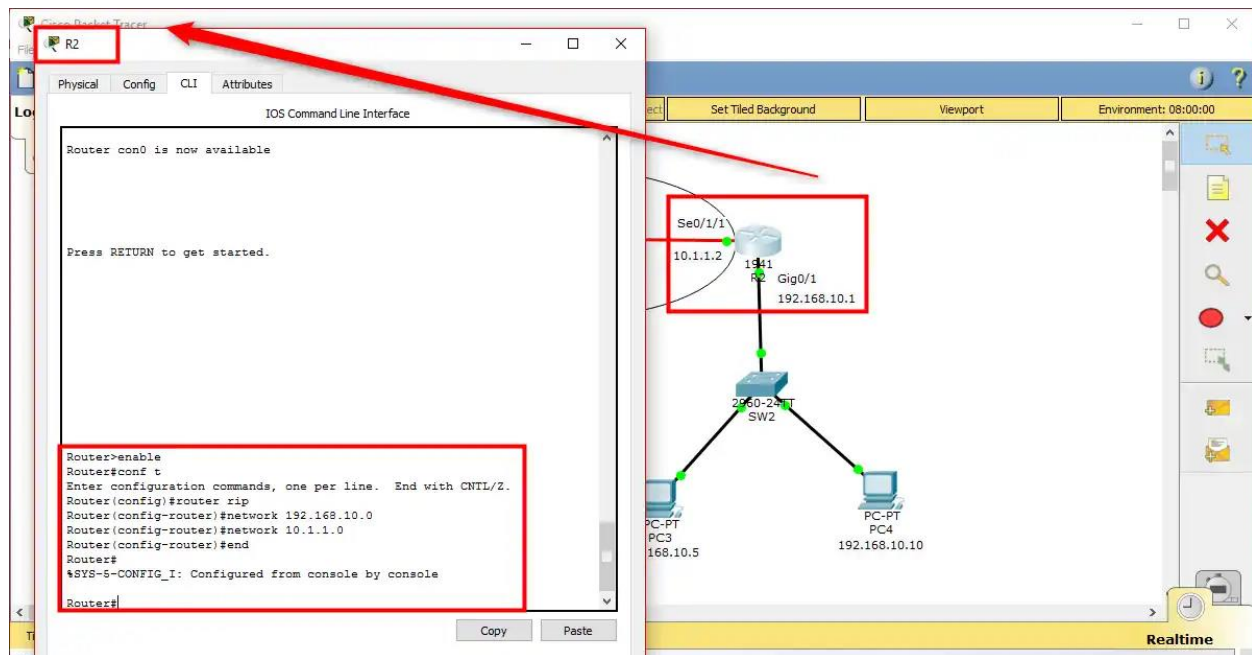 Cisco Packet Tracer
R2
Physical Config CLI Attributes
IOS Command Line Interface
Set Tiled Background
Viewport
Environment: 08:00:00
Router con0 is now available
Press RETURN to get started.
Router>enable
Router#conf t
Enter configuration commands, one per line. End with CNTL/Z.
Router(config)#router rip
Router(config-router)#network 192.168.10.0
Router(config-router)#network 10.1.1.0
Router(config-router)#end
Router#
%SYS-5-CONFIG_I: Configured from console by console
Router#
Copy Paste
Se0/1/1
10.1.1.2
1941
R2
Gig0/1
192.168.10.1
2960-24TT
SW2
PC-PT
PC3
168.10.5
PC-PT
PC4
192.168.10.10
Realtime